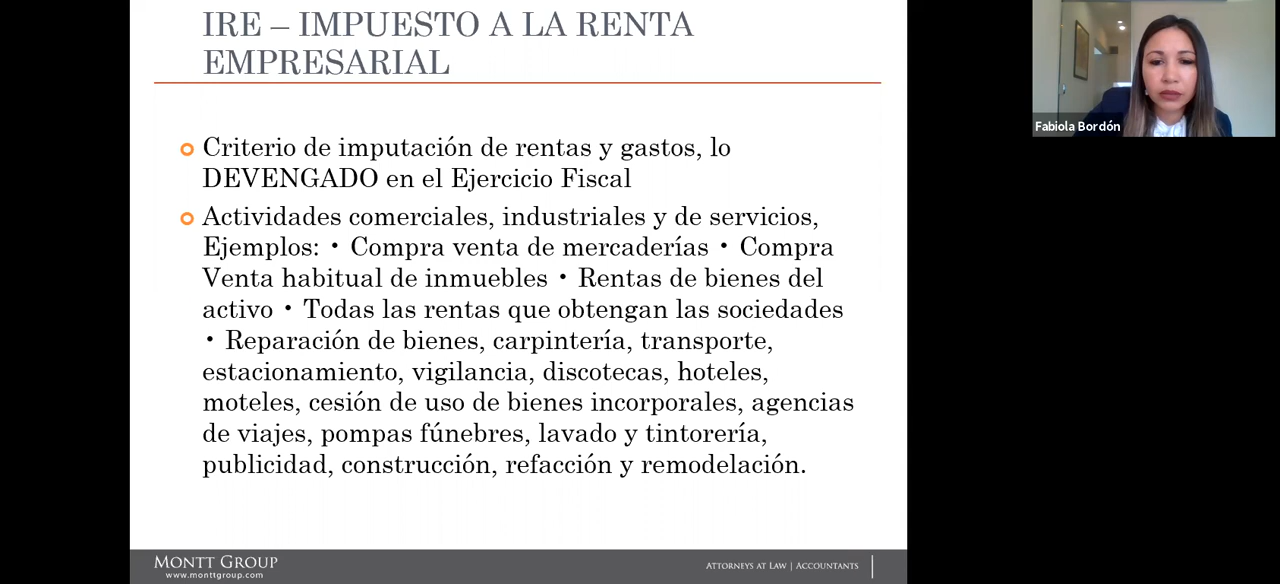 IRE – IMPUESTO A LA RENTA
EMPRESARIAL
Criterio de imputación de rentas y gastos, lo
DEVENGADO en el Ejercicio Fiscal
Actividades comerciales, industriales y de servicios,
Ejemplos: • Compra venta de mercaderías • Compra
Venta habitual de inmuebles • Rentas de bienes del
activo • Todas las rentas que obtengan las sociedades
• Reparación de bienes, carpintería, transporte,
estacionamiento, vigilancia, discotecas, hoteles,
moteles, cesión de uso de bienes incorporales, agencias
de viajes, pompas fúnebres, lavado y tintorería,
publicidad, construcción, refacción y remodelación.
MONTT GROUP
www.monttgroup.com
ATTORNEYS AT LAW | ACCOUNTANTS
Fabiola Bordón